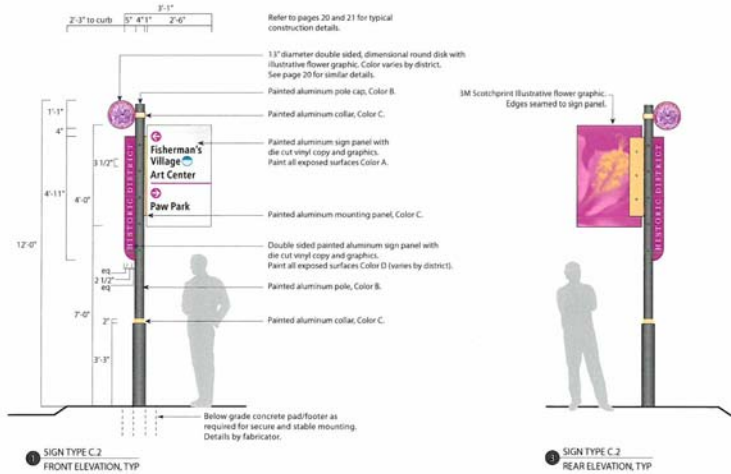 3'-1"
2'-3" to curb 5" 4" 1" 2'-6"
Refer to pages 20 and 21 for typical
construction details.
13" diameter double sided, dimensional round disk with
illustrative flower graphic. Color varies by district.
See page 20 for similar details.
Painted aluminum pole cap, Color B.
Painted aluminum collar, Color C.
Painted aluminum sign panel with
die cut vinyl copy and graphics.
Paint all exposed surfaces Color A.
Painted aluminum mounting panel, Color C.
Double sided painted aluminum sign panel with
die cut vinyl copy and graphics.
Paint all exposed surfaces Color D (varies by district).
Painted aluminum pole, Color B.
Painted aluminum collar, Color C.
Below grade concrete pad/footer as
required for secure and stable mounting.
Details by fabricator.
1'-1"
4"
3 1/2"
4'-11"
4'-0"
12'-0"
eq
2 1/2"
eq
7'-0"
2"
3'-3"
HISTORIC DISTRICT
Fisherman's
Village
Art Center
Paw Park
1 SIGN TYPE C.2
FRONT ELEVATION, TYP
3M Scotchprint Illustrative flower graphic.
Edges seamed to sign panel.
HISTORIC DISTRICT
3 SIGN TYPE C.2
REAR ELEVATION, TYP